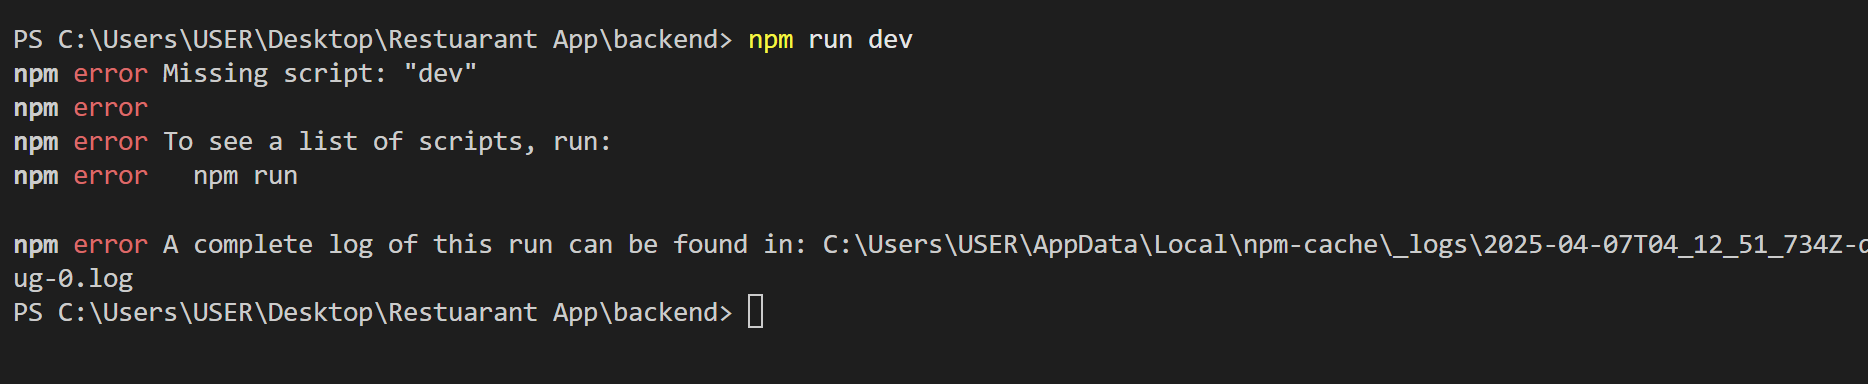 PS C:\Users\USER\Desktop\Restuarant App\backend> npm run dev
npm error Missing script: "dev"
npm error
npm error To see a list of scripts, run:
npm error   npm run
npm error A complete log of this run can be found in: C:\Users\USER\AppData\Local\npm-cache\_logs\2025-04-07T04_12_51_734Z-d
ug-0.log
PS C:\Users\USER\Desktop\Restuarant App\backend>